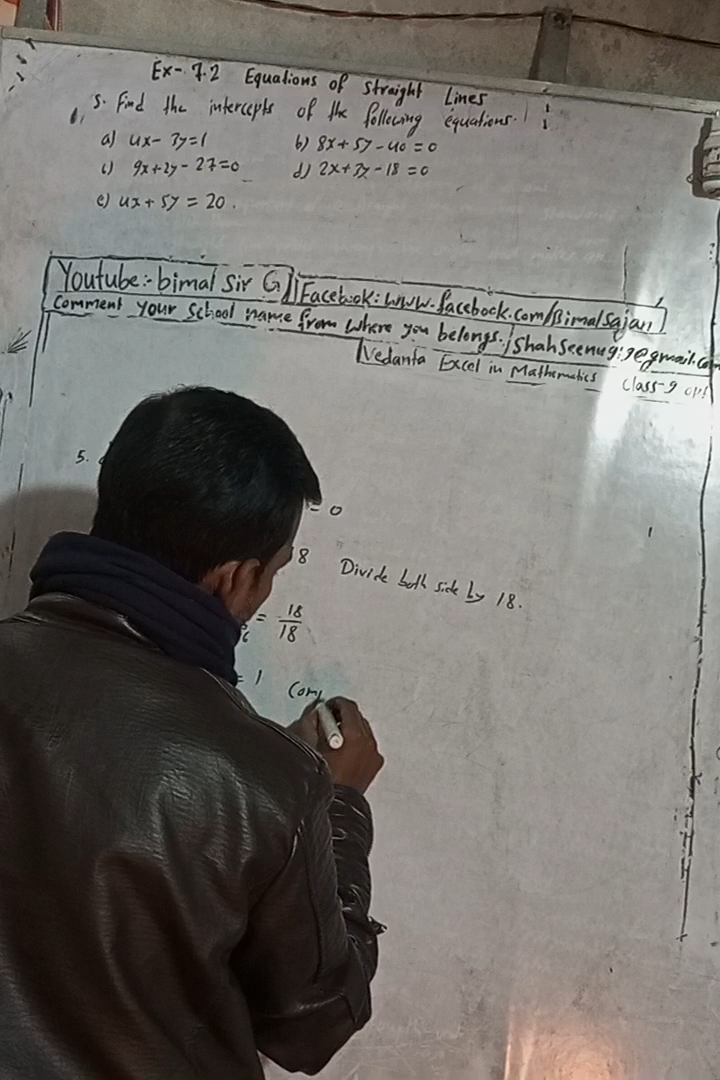 Ex-7.2 Equations of Straight Lines
5. Find the intercepts of the following equations.
a) 4x-3y=1 b) 8x+5y-40=0
c) 9x+2y-27=0 d) 2x+3y-18=0
e) 4x+5y=20.
Youtube:- bimal Sir G
Facebook: www.facebook.com/Bimalsajan
Comment your School name from where you belongs.
Shahseenu9:9@gmail.com
Vedanta Excel in Mathematics Class-9 opt
5.
= 0
18 Divide both side by 18.
= 18/18
= 1 Com